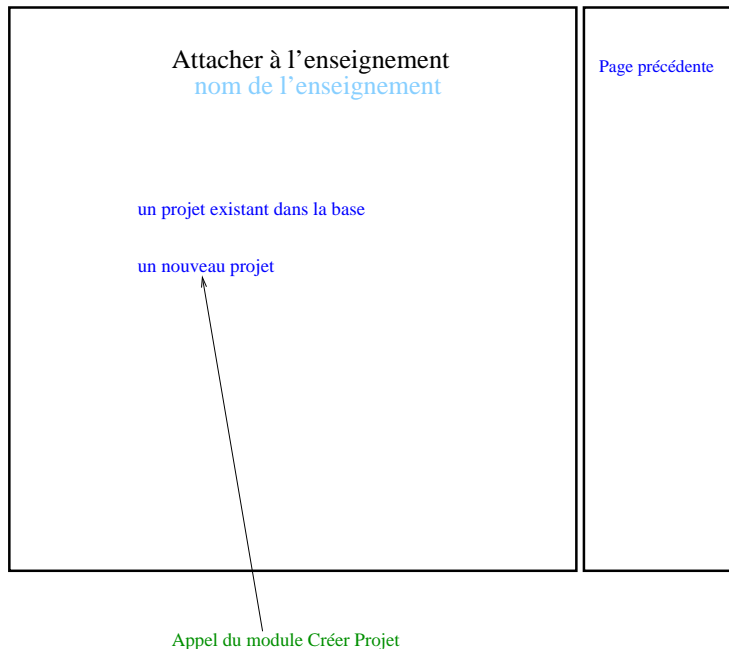 Attacher à l’enseignement
nom de l’enseignement
Page précédente
un projet existant dans la base
un nouveau projet
Appel du module Créer Projet